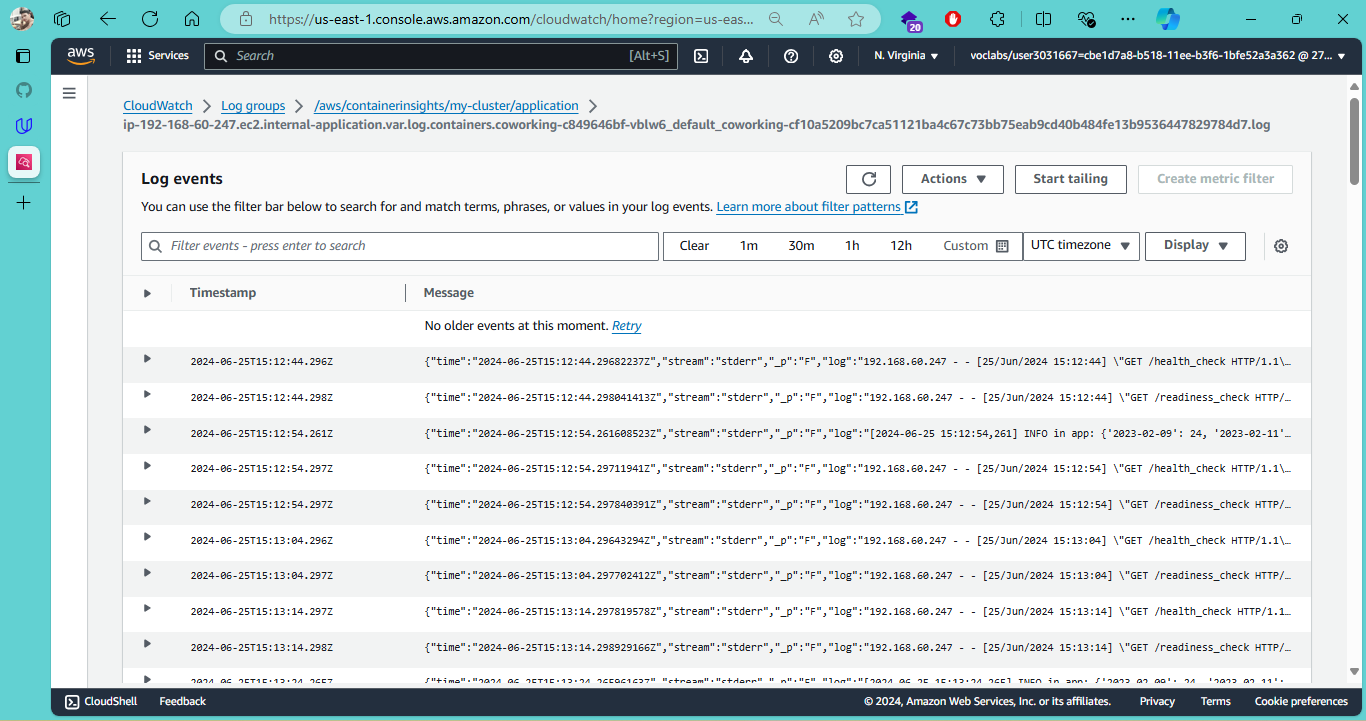 https://us-east-1.console.aws.amazon.com/cloudwatch/home?region=us-eas...
20
aws
Services
Search
[Alt+S]
N. Virginia
voclabs/user3031667=cbe1d7a8-b518-11ee-b3f6-1bfe52a3a362 @ 27...
CloudWatch
Log groups
/aws/containerinsights/my-cluster/application
ip-192-168-60-247.ec2.internal-application.var.log.containers.coworking-c849646bf-vblw6_default_coworking-cf10a5209bc7ca51121ba4c67c73bb75eab9cd40b484fe13b9536447829784d7.log
Log events
Actions
Start tailing
Create metric filter
You can use the filter bar below to search for and match terms, phrases, or values in your log events. Learn more about filter patterns
Filter events - press enter to search
Clear 1m 30m 1h 12h Custom
UTC timezone
Display
Timestamp Message
No older events at this moment. Retry
2024-06-25T15:12:44.296Z {"time":"2024-06-25T15:12:44.29682237Z","stream":"stderr","_p":"F","log":"192.168.60.247 - - [25/Jun/2024 15:12:44] \"GET /health_check HTTP/1.1\…
2024-06-25T15:12:44.298Z {"time":"2024-06-25T15:12:44.298041413Z","stream":"stderr","_p":"F","log":"192.168.60.247 - - [25/Jun/2024 15:12:44] \"GET /readiness_check HTTP/…
2024-06-25T15:12:54.261Z {"time":"2024-06-25T15:12:54.261608523Z","stream":"stderr","_p":"F","log":"[2024-06-25 15:12:54,261] INFO in app: {'2023-02-09': 24, '2023-02-11'…
2024-06-25T15:12:54.297Z {"time":"2024-06-25T15:12:54.29711941Z","stream":"stderr","_p":"F","log":"192.168.60.247 - - [25/Jun/2024 15:12:54] \"GET /health_check HTTP/1.1\…
2024-06-25T15:12:54.297Z {"time":"2024-06-25T15:12:54.297840391Z","stream":"stderr","_p":"F","log":"192.168.60.247 - - [25/Jun/2024 15:12:54] \"GET /readiness_check HTTP/…
2024-06-25T15:13:04.296Z {"time":"2024-06-25T15:13:04.29643294Z","stream":"stderr","_p":"F","log":"192.168.60.247 - - [25/Jun/2024 15:13:04] \"GET /health_check HTTP/1.1\…
2024-06-25T15:13:04.297Z {"time":"2024-06-25T15:13:04.297702412Z","stream":"stderr","_p":"F","log":"192.168.60.247 - - [25/Jun/2024 15:13:04] \"GET /readiness_check HTTP/…
2024-06-25T15:13:14.297Z {"time":"2024-06-25T15:13:14.297819578Z","stream":"stderr","_p":"F","log":"192.168.60.247 - - [25/Jun/2024 15:13:14] \"GET /health_check HTTP/1.1…
2024-06-25T15:13:14.298Z {"time":"2024-06-25T15:13:14.298929166Z","stream":"stderr","_p":"F","log":"192.168.60.247 - - [25/Jun/2024 15:13:14] \"GET /readiness_check HTTP/…
2024-06-25T15:13:24.265Z {"time":"2024-06-25T15:13:24.265961637Z","stream":"stderr","_p":"F","log":"[2024-06-25 15:13:24,265] INFO in app: {'2023-02-09': 24, '2023-02-11':
CloudShell Feedback
© 2024, Amazon Web Services, Inc. or its affiliates. Privacy Terms Cookie preferences